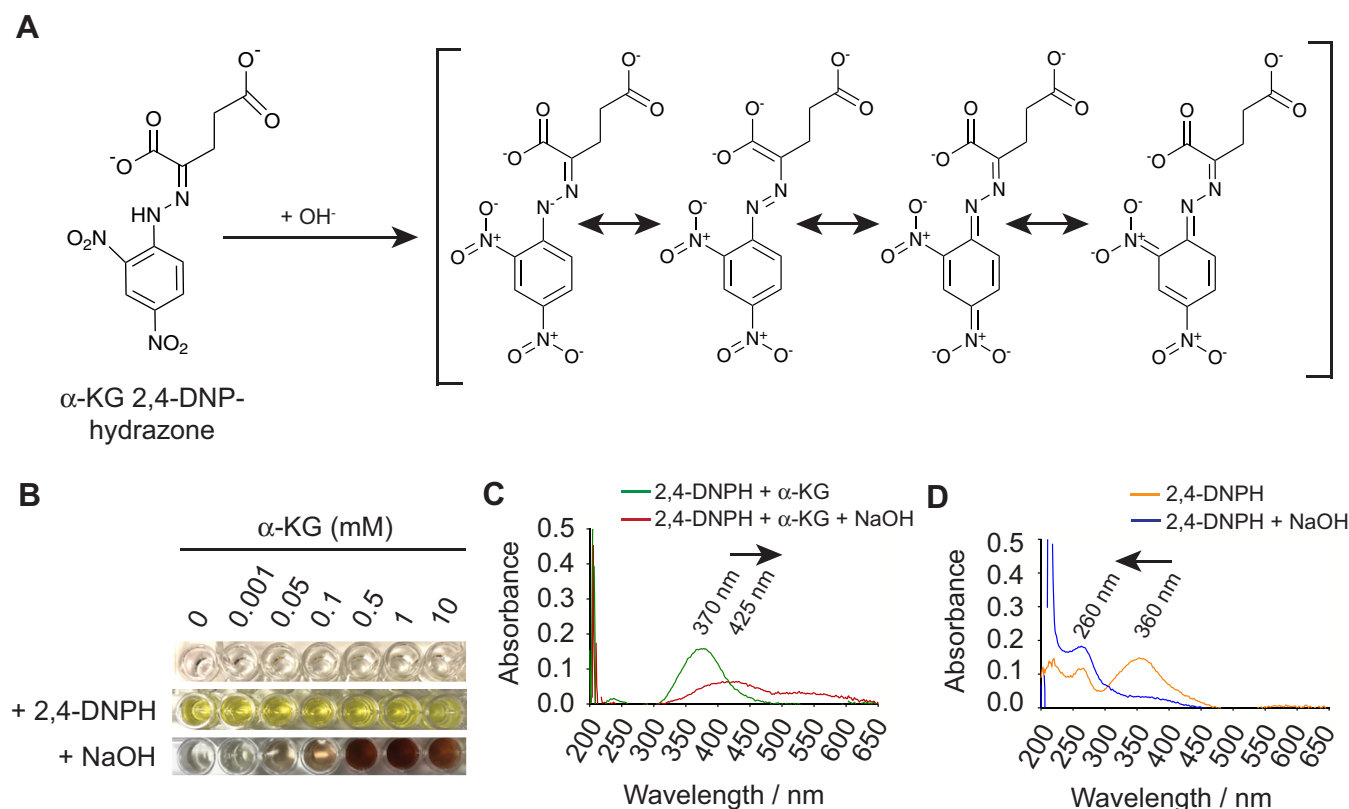 A
O⁻
O
O
⁻O
HN
N
O₂N
NO₂
+ OH⁻
α-KG 2,4-DNP-
hydrazone
O⁻
O
O
⁻O
N⁻
N
O⁻
N⁺
O
N⁺
O
O⁻
O⁻
O
O⁻
⁻O
N
N
O⁻
N⁺
O
N⁺
O
O⁻
O⁻
O
O
⁻O
N
N
O⁻
N⁺
O
N⁺
⁻O
O⁻
O⁻
O
O
⁻O
N
N
O⁻
N⁺
⁻O
N⁺
O
O⁻
B
α-KG (mM)
0 0.001 0.05 0.1 0.5 1 10
+ 2,4-DNPH
+ NaOH
C
2,4-DNPH + α-KG
2,4-DNPH + α-KG + NaOH
Absorbance
0.5
0.4
0.3
0.2
0.1
0.0
370 nm
425 nm
200 250 300 350 400 450 500 550 600 650
Wavelength / nm
D
2,4-DNPH
2,4-DNPH + NaOH
Absorbance
0.5
0.4
0.3
0.2
0.1
0.0
260 nm
360 nm
200 250 300 350 400 450 500 550 600 650
Wavelength / nm